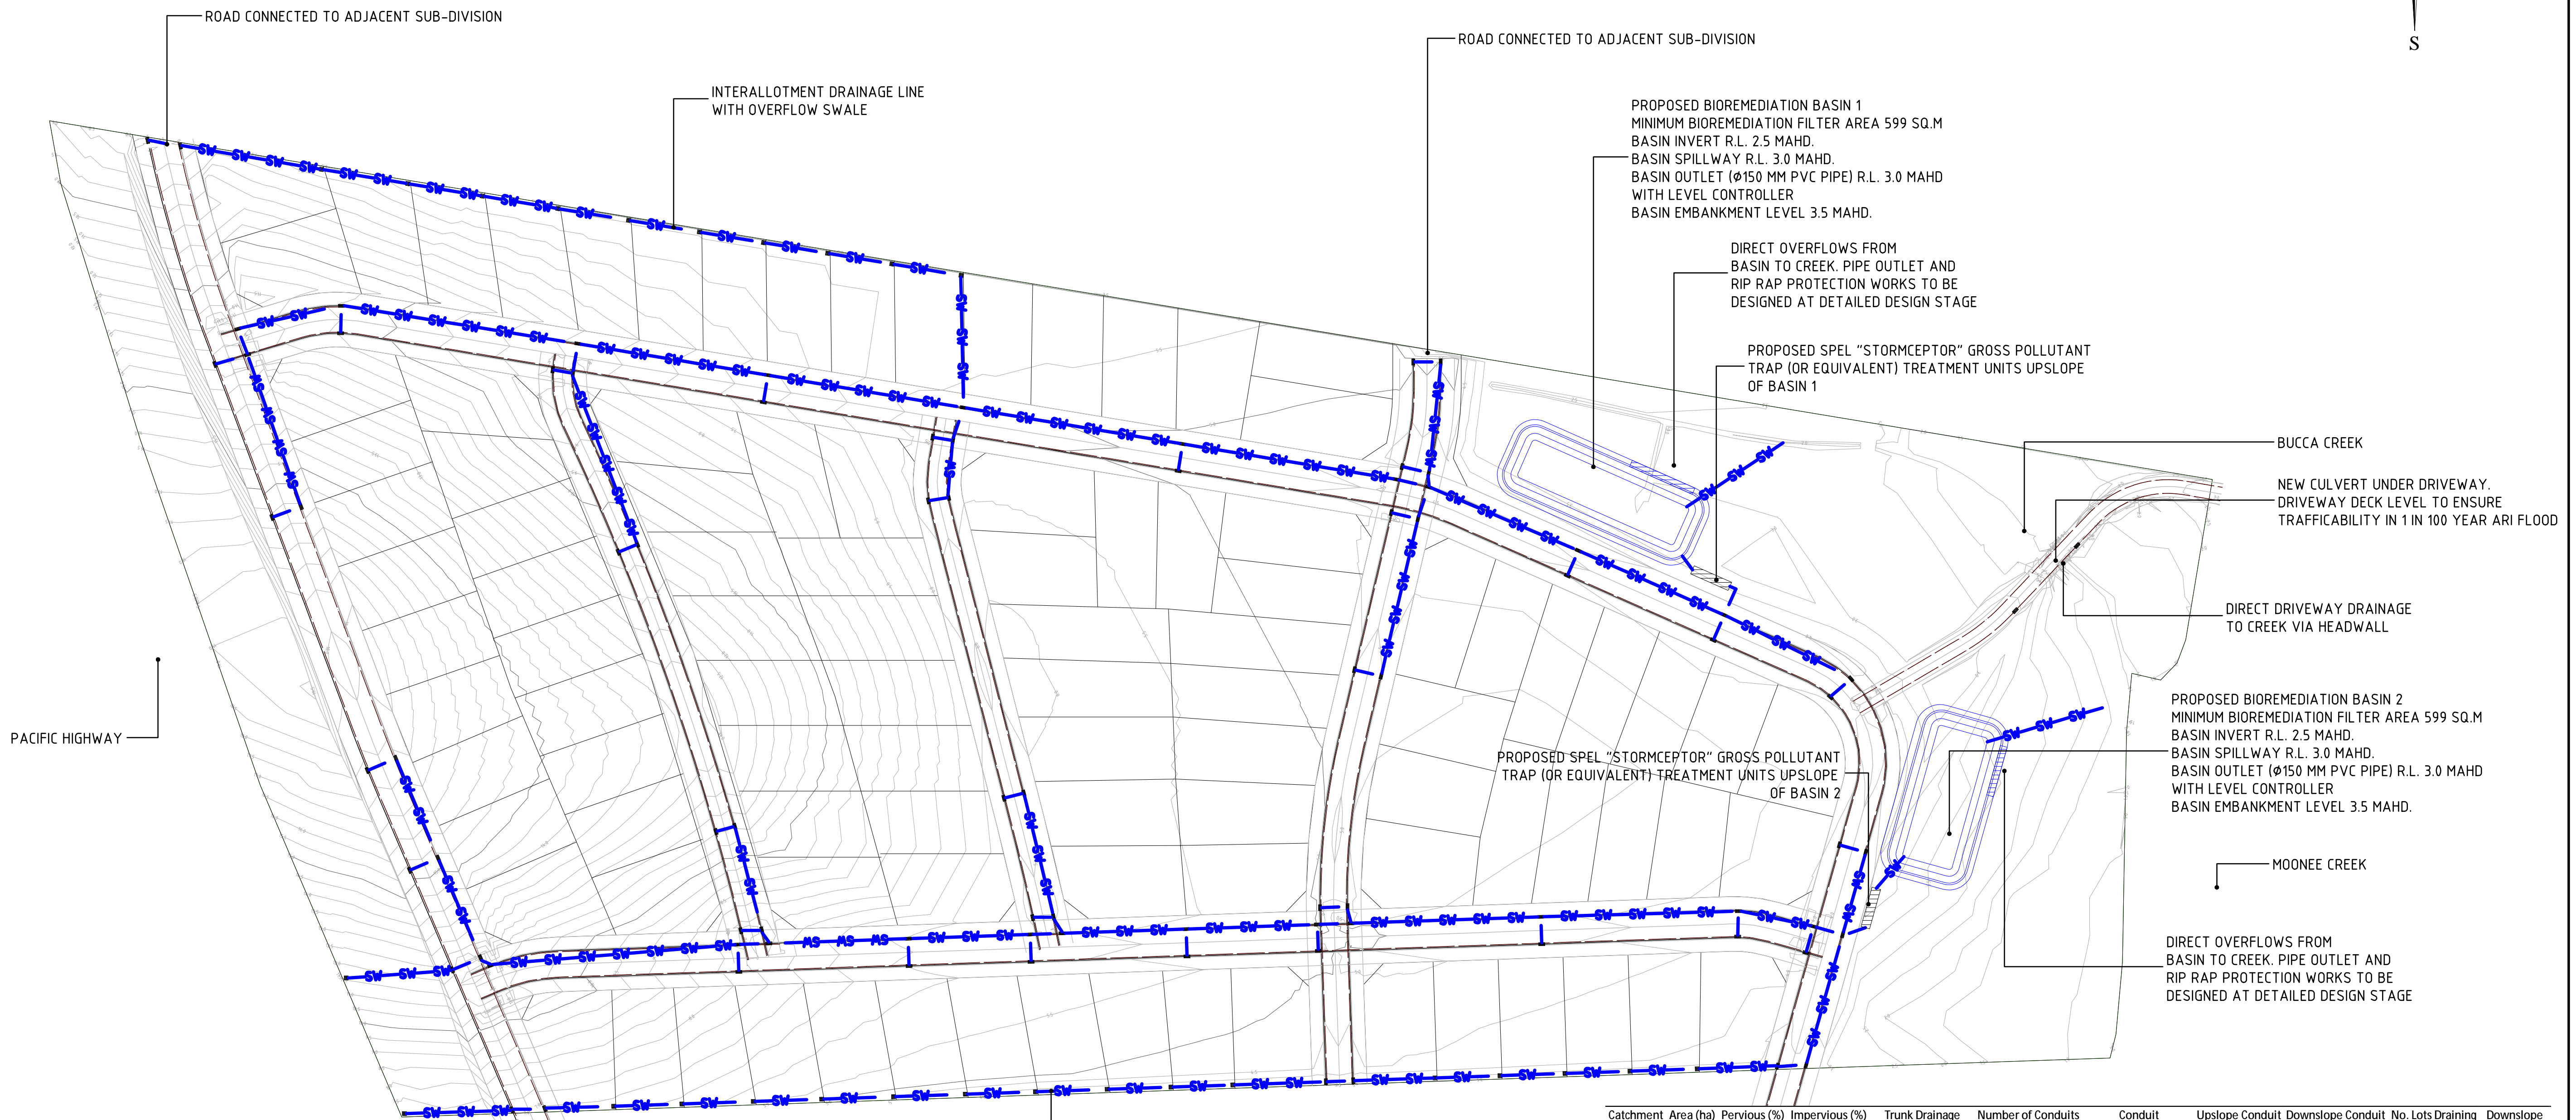 S
ROAD CONNECTED TO ADJACENT SUB-DIVISION
ROAD CONNECTED TO ADJACENT SUB-DIVISION
INTERALLOTMENT DRAINAGE LINE
WITH OVERFLOW SWALE
PROPOSED BIOREMEDIATION BASIN 1
MINIMUM BIOREMEDIATION FILTER AREA 599 SQ.M
BASIN INVERT R.L. 2.5 MAHD.
BASIN SPILLWAY R.L. 3.0 MAHD.
BASIN OUTLET (Ø150 MM PVC PIPE) R.L. 3.0 MAHD
WITH LEVEL CONTROLLER
BASIN EMBANKMENT LEVEL 3.5 MAHD.
DIRECT OVERFLOWS FROM
BASIN TO CREEK. PIPE OUTLET AND
RIP RAP PROTECTION WORKS TO BE
DESIGNED AT DETAILED DESIGN STAGE
PROPOSED SPEL "STORMCEPTOR" GROSS POLLUTANT
TRAP (OR EQUIVALENT) TREATMENT UNITS UPSLOPE
OF BASIN 1
BUCCA CREEK
NEW CULVERT UNDER DRIVEWAY.
DRIVEWAY DECK LEVEL TO ENSURE
TRAFFICABILITY IN 1 IN 100 YEAR ARI FLOOD
DIRECT DRIVEWAY DRAINAGE
TO CREEK VIA HEADWALL
PACIFIC HIGHWAY
PROPOSED BIOREMEDIATION BASIN 2
MINIMUM BIOREMEDIATION FILTER AREA 599 SQ.M
BASIN INVERT R.L. 2.5 MAHD.
BASIN SPILLWAY R.L. 3.0 MAHD.
BASIN OUTLET (Ø150 MM PVC PIPE) R.L. 3.0 MAHD
WITH LEVEL CONTROLLER
BASIN EMBANKMENT LEVEL 3.5 MAHD.
PROPOSED SPEL "STORMCEPTOR" GROSS POLLUTANT
TRAP (OR EQUIVALENT) TREATMENT UNITS UPSLOPE
OF BASIN 2
MOONEE CREEK
DIRECT OVERFLOWS FROM
BASIN TO CREEK. PIPE OUTLET AND
RIP RAP PROTECTION WORKS TO BE
DESIGNED AT DETAILED DESIGN STAGE
SW SW SW SW SW SW SW SW SW SW SW
Catchment Area (ha) Pervious (%) Impervious (%) Trunk Drainage Number of Conduits Conduit Upslope Conduit Downslope Conduit No. Lots Draining Downslope